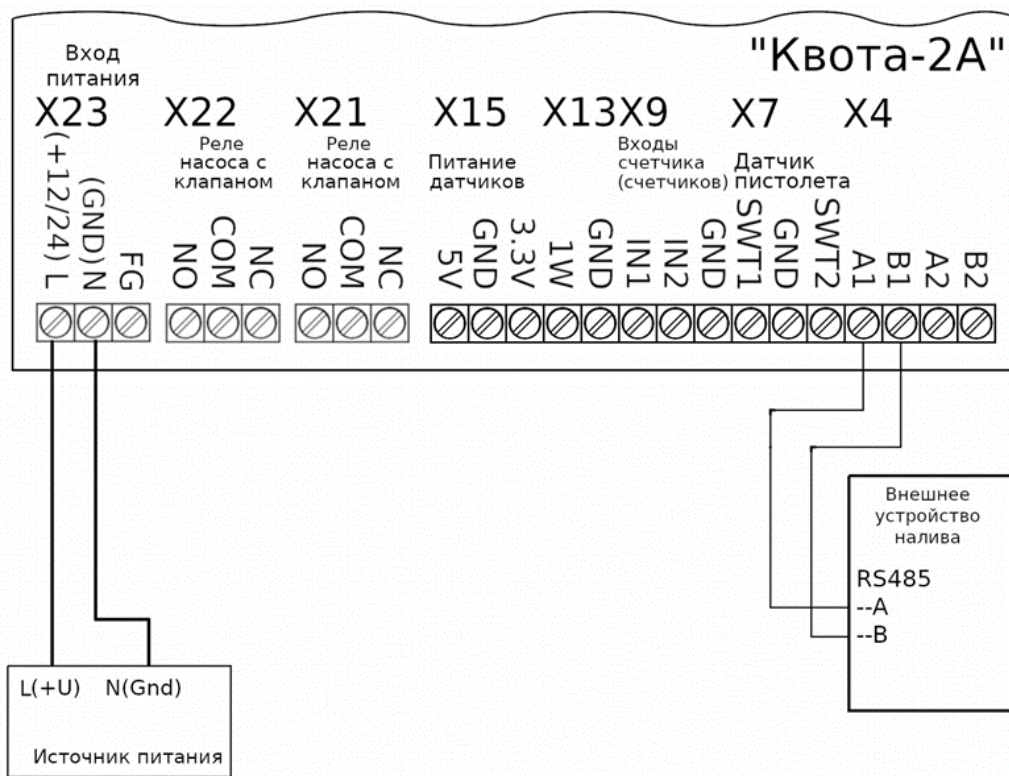 "Квота-2А"
Вход
питания
X23 X22 X21 X15 X13 X9 X7 X4
Реле
насоса с
клапаном
Реле
насоса с
клапаном
Питание
датчиков
Входы
счетчика
(счетчиков)
Датчик
пистолета
(+12/24) L
(GND) N
FG
NO
COM
NC
NO
COM
NC
5V
GND
3.3V
1W
GND
IN1
IN2
GND
SWT1
GND
SWT2
A1
B1
A2
B2
Внешнее
устройство
налива
RS485
--A
--B
L(+U) N(Gnd)
Источник питания